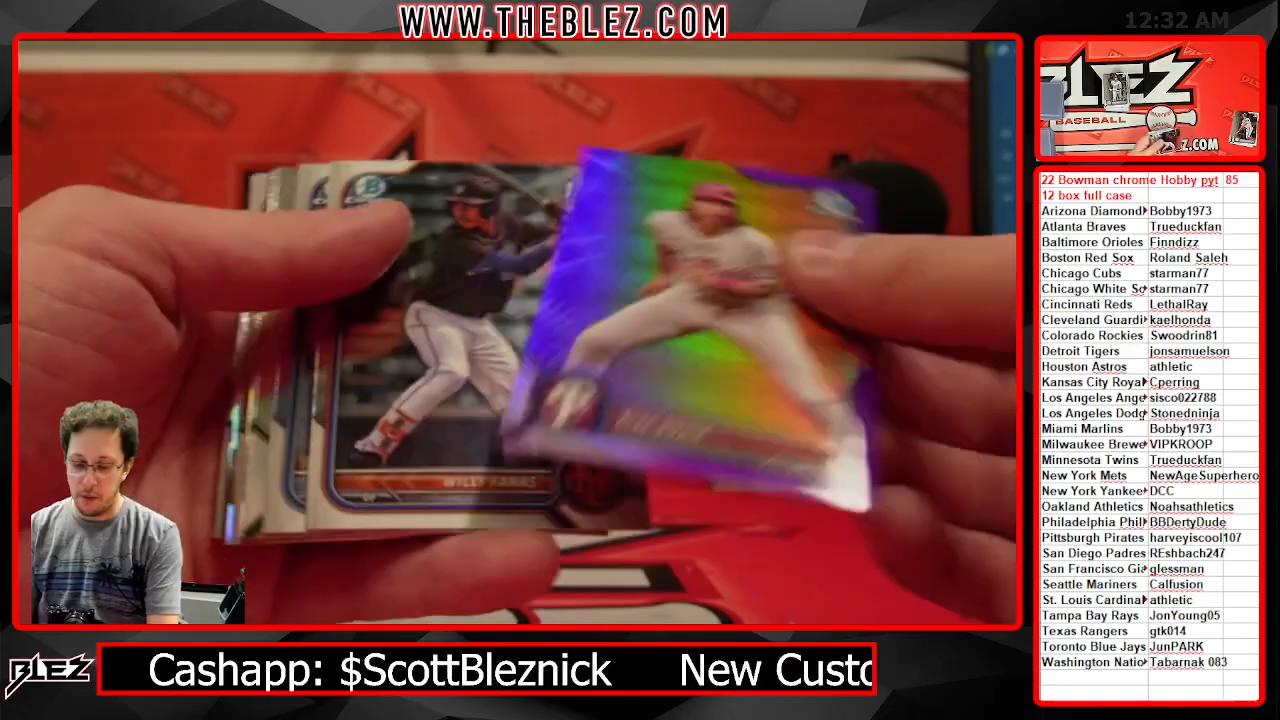 WWW.THEBLEZ.COM
12:32 AM
BLEZ
BASEBALL
Z.COM
22 Bowman chrome Hobby pyt 85
12 box full case
Arizona Diamond Bobby1973
Atlanta Braves Trueduckfan
Baltimore Orioles Finndizz
Boston Red Sox Roland Saleh
Chicago Cubs starman77
Chicago White So starman77
Cincinnati Reds LethalRay
Cleveland Guardi kaelhonda
Colorado Rockies Swoodrin81
Detroit Tigers jonsamuelson
Houston Astros athletic
Kansas City Roya Cperring
Los Angeles Ange sisco022788
Los Angeles Dodg Stonedninja
Miami Marlins Bobby1973
Milwaukee Brewe VIPKROOP
Minnesota Twins Trueduckfan
New York Mets NewAgeSuperhero
New York Yankee DCC
Oakland Athletics Noahsathletics
Philadelphia Phil BBDertyDude
Pittsburgh Pirates harveyiscool107
San Diego Padres REshbach247
San Francisco Gia glessman
Seattle Mariners Calfusion
St. Louis Cardinal athletic
Tampa Bay Rays JonYoung05
Texas Rangers gtk014
Toronto Blue Jays JunPARK
Washington Natio Tabarnak 083
BLEZ
Cashapp: $ScottBleznick New Custo